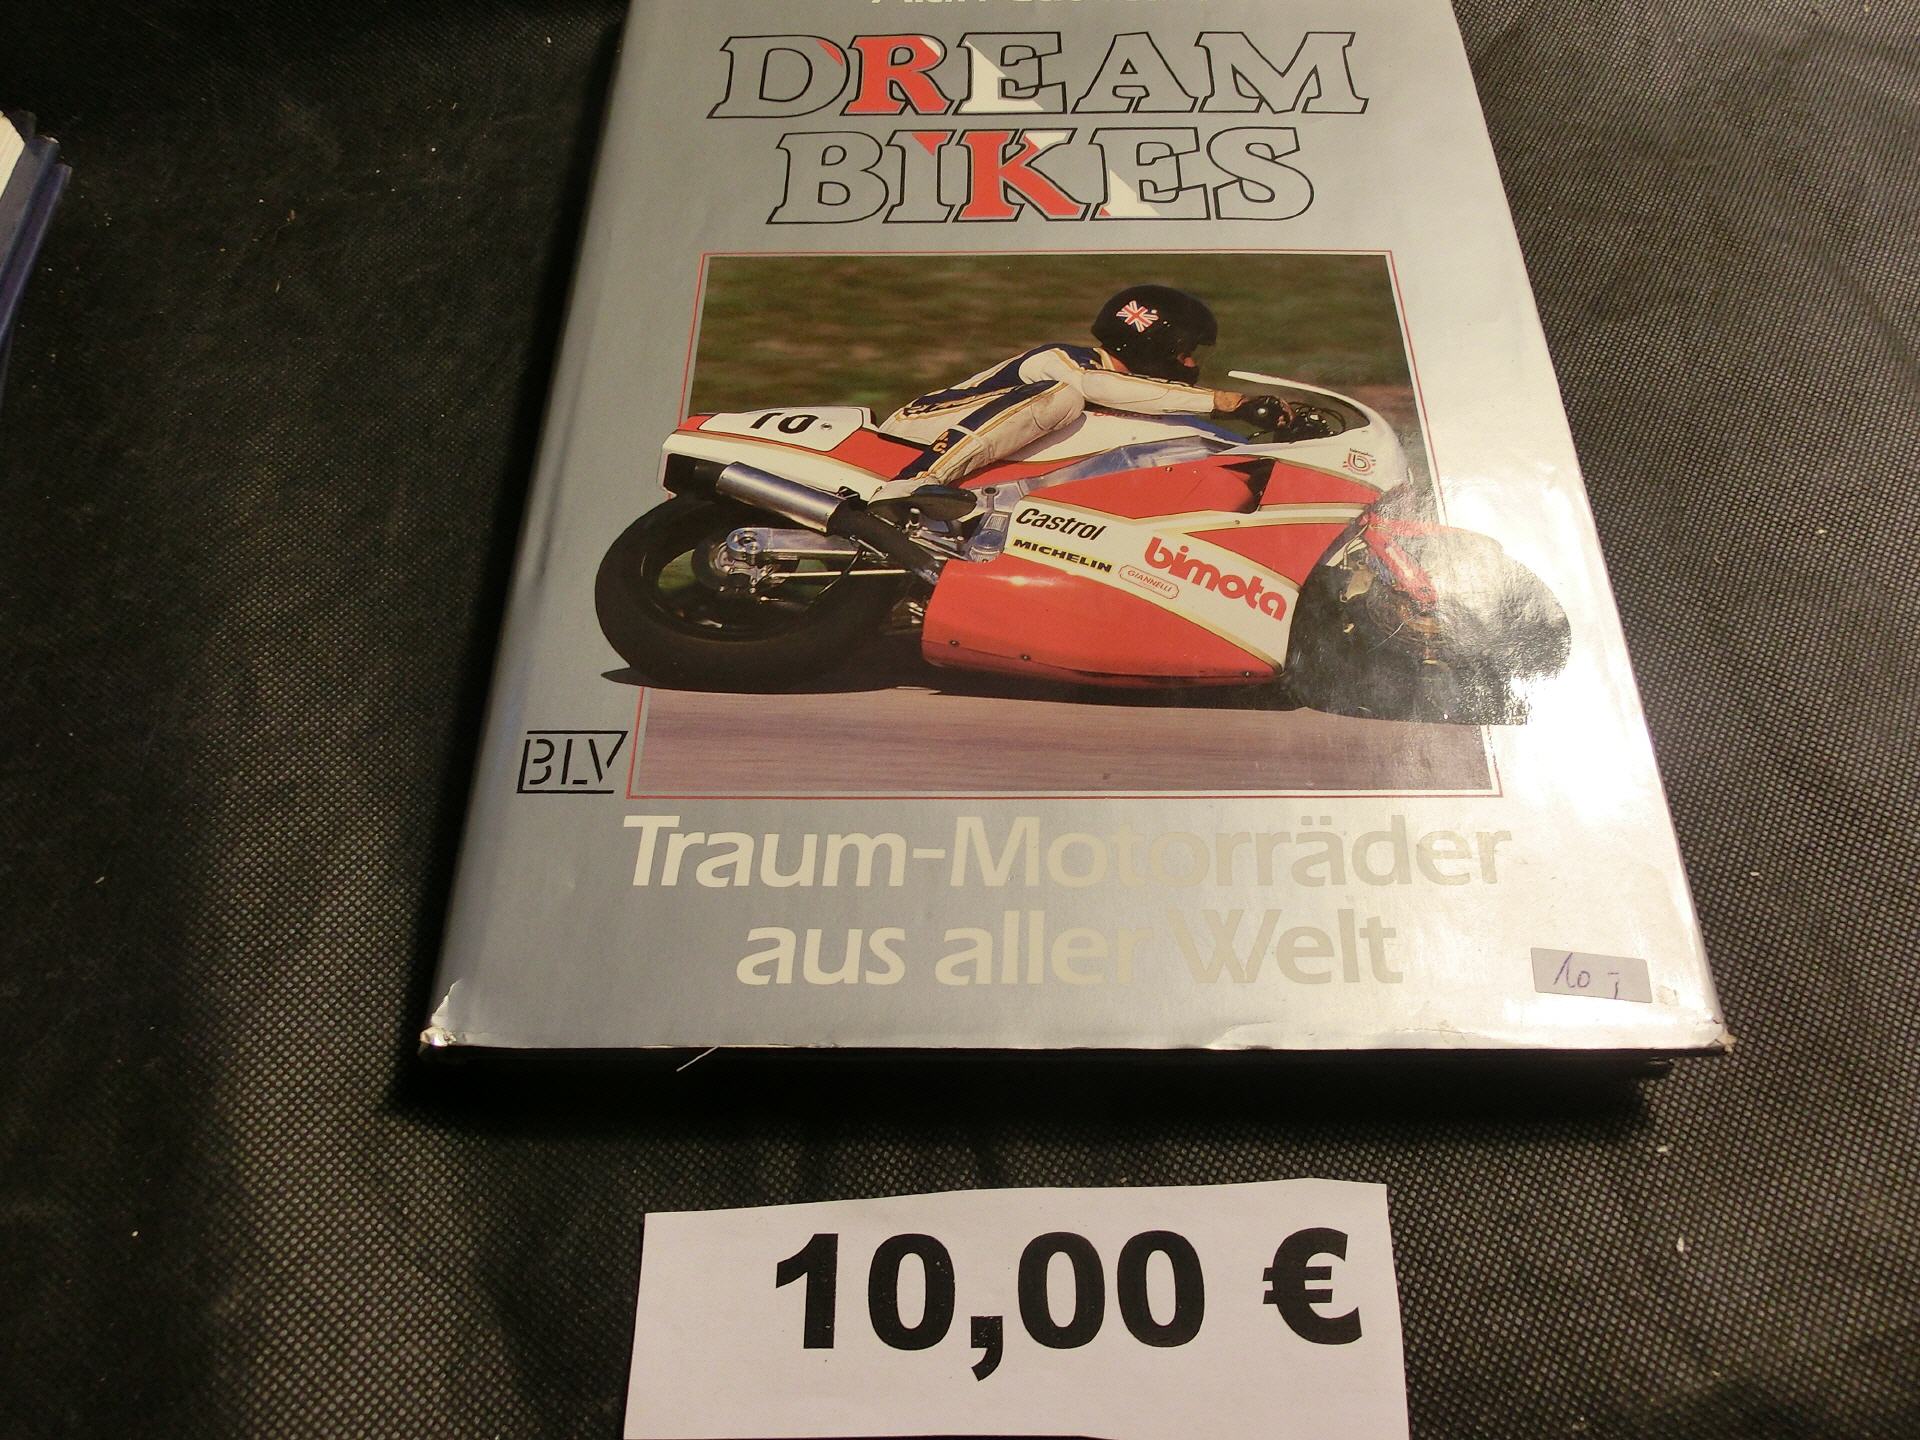 DREAM
BIKES
10
Castrol
MICHELIN
GIANNELLI
bimota
BLV
Traum-Motorräder
aus aller Welt
10,-
10,00 €